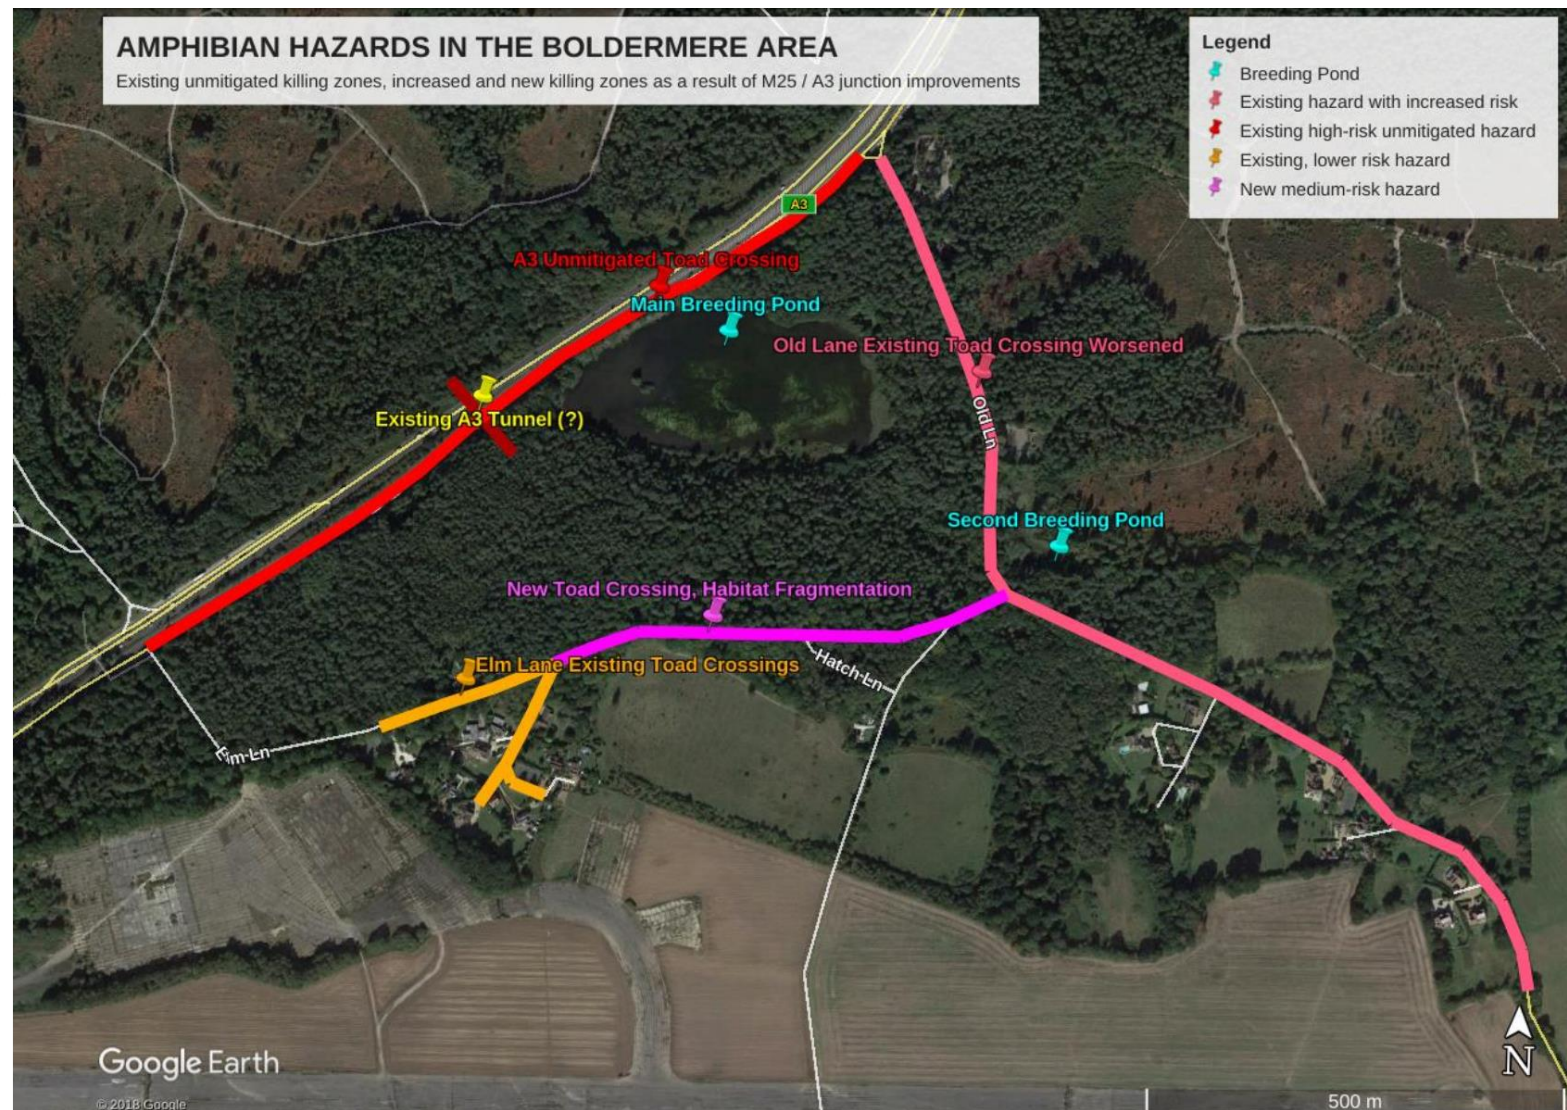 AMPHIBIAN HAZARDS IN THE BOLDERMERE AREA
Existing unmitigated killing zones, increased and new killing zones as a result of M25 / A3 junction improvements
Legend
Breeding Pond
Existing hazard with increased risk
Existing high-risk unmitigated hazard
Existing, lower risk hazard
New medium-risk hazard
A3
A3 Unmitigated Toad Crossing
Main Breeding Pond
Old Lane Existing Toad Crossing Worsened
Existing A3 Tunnel (?)
Old Ln
Second Breeding Pond
New Toad Crossing, Habitat Fragmentation
Elm Lane Existing Toad Crossings
Hatch Ln
Elm Ln
Google Earth
© 2018 Google
N
500 m